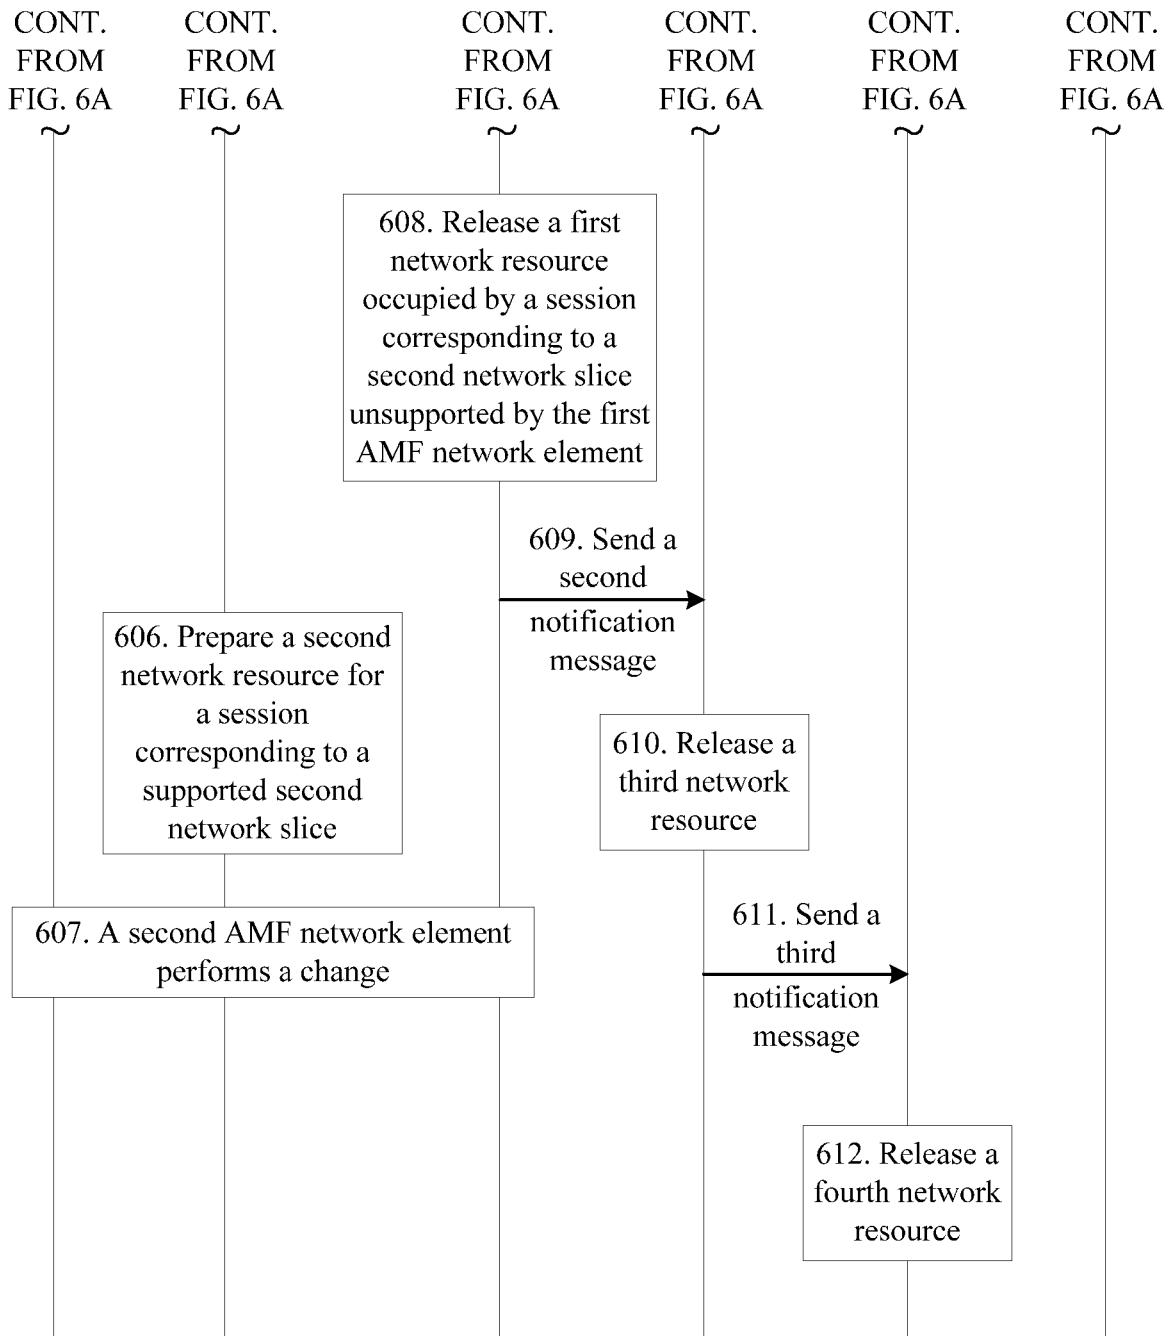 CONT.
FROM
FIG. 6A
CONT.
FROM
FIG. 6A
CONT.
FROM
FIG. 6A
CONT.
FROM
FIG. 6A
CONT.
FROM
FIG. 6A
CONT.
FROM
FIG. 6A
608. Release a first
network resource
occupied by a session
corresponding to a
second network slice
unsupported by the first
AMF network element
609. Send a
second
notification
message
606. Prepare a second
network resource for
a session
corresponding to a
supported second
network slice
610. Release a
third network
resource
607. A second AMF network element
performs a change
611. Send a
third
notification
message
612. Release a
fourth network
resource